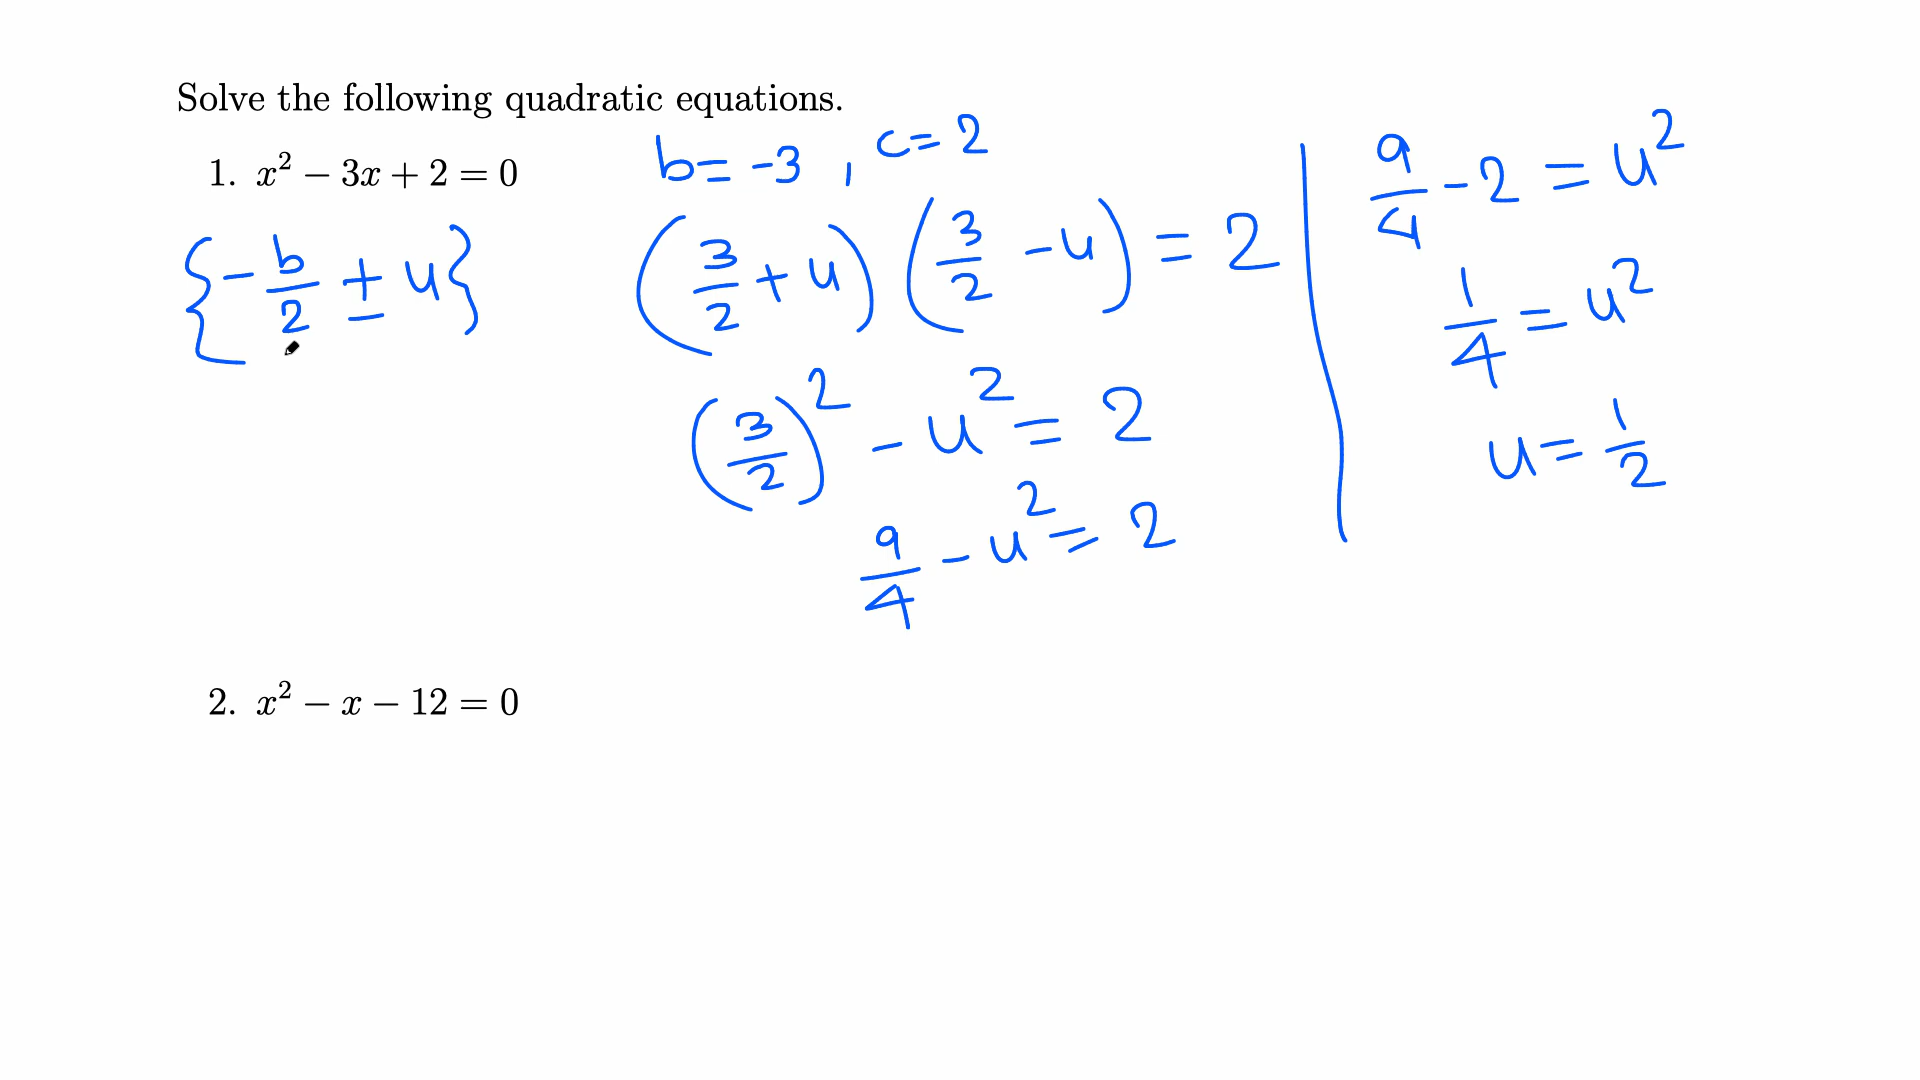 Solve the following quadratic equations.
1. x² − 3x + 2 = 0
{-b/2 ± u}
b = -3 , c = 2
(3/2 + u)(3/2 - u) = 2
(3/2)² - u² = 2
9/4 - u² = 2
9/4 - 2 = u²
1/4 = u²
u = 1/2
2. x² − x − 12 = 0